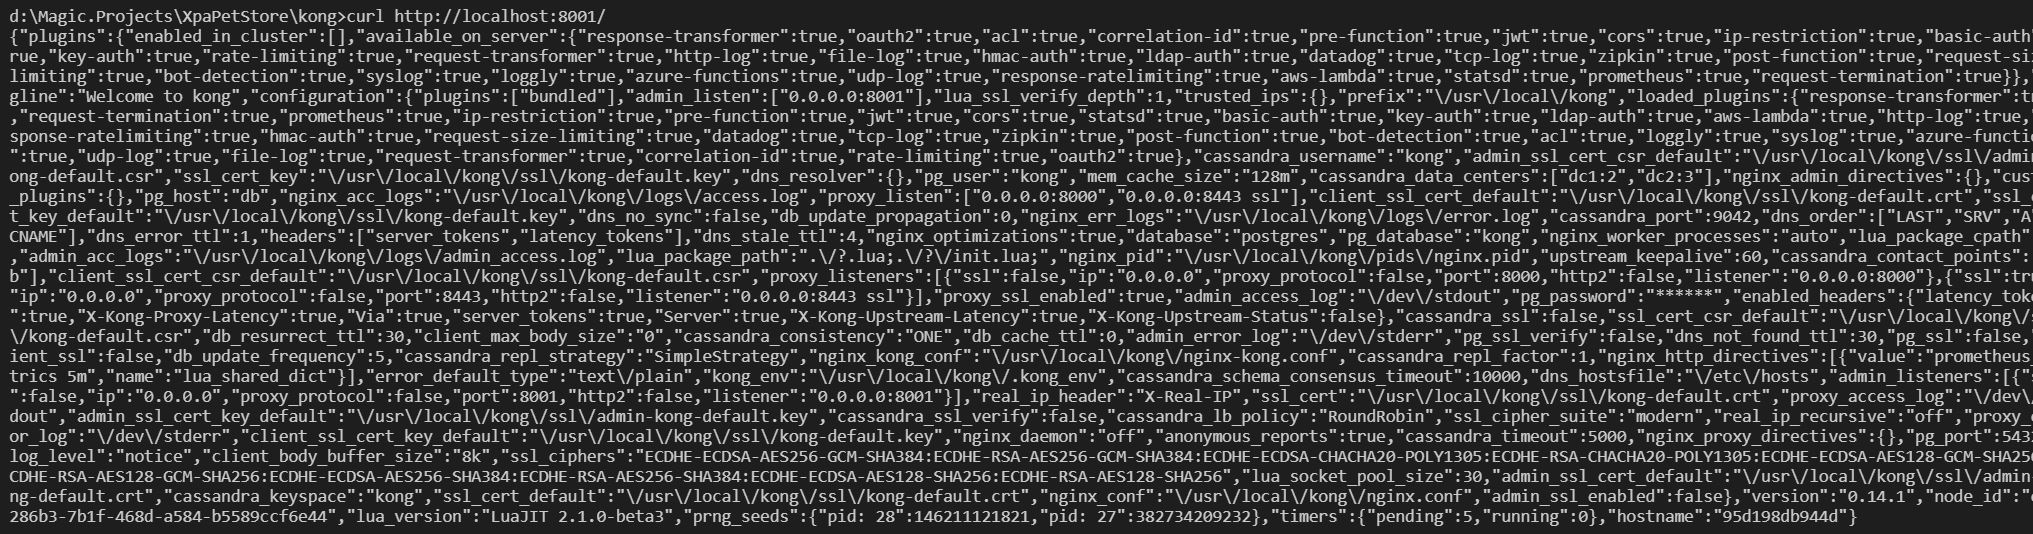 d:\Magic.Projects\XpaPetStore\kong>curl http://localhost:8001/
{"plugins":{"enabled_in_cluster":[],"available_on_server":{"response-transformer":true,"oauth2":true,"acl":true,"correlation-id":true,"pre-function":true,"jwt":true,"cors":true,"ip-restriction":true,"basic-auth"
rue,"key-auth":true,"rate-limiting":true,"request-transformer":true,"http-log":true,"file-log":true,"hmac-auth":true,"ldap-auth":true,"datadog":true,"tcp-log":true,"zipkin":true,"post-function":true,"request-si
limiting":true,"bot-detection":true,"syslog":true,"loggly":true,"azure-functions":true,"udp-log":true,"response-ratelimiting":true,"aws-lambda":true,"statsd":true,"prometheus":true,"request-termination":true}},
gline":"Welcome to kong","configuration":{"plugins":["bundled"],"admin_listen":["0.0.0.0:8001"],"lua_ssl_verify_depth":1,"trusted_ips":{},"prefix":"\/usr\/local\/kong","loaded_plugins":{"response-transformer":t
,"request-termination":true,"prometheus":true,"ip-restriction":true,"pre-function":true,"jwt":true,"cors":true,"statsd":true,"basic-auth":true,"key-auth":true,"ldap-auth":true,"aws-lambda":true,"http-log":true,
sponse-ratelimiting":true,"hmac-auth":true,"request-size-limiting":true,"datadog":true,"tcp-log":true,"zipkin":true,"post-function":true,"bot-detection":true,"acl":true,"loggly":true,"syslog":true,"azure-functio
":true,"udp-log":true,"file-log":true,"request-transformer":true,"correlation-id":true,"rate-limiting":true,"oauth2":true},"cassandra_username":"kong","admin_ssl_cert_csr_default":"\/usr\/local\/kong\/ssl\/admi
ong-default.csr","ssl_cert_key":"\/usr\/local\/kong\/ssl\/kong-default.key","dns_resolver":{},"pg_user":"kong","mem_cache_size":"128m","cassandra_data_centers":["dc1:2","dc2:3"],"nginx_admin_directives":{},"cus
_plugins":{},"pg_host":"db","nginx_acc_logs":"\/usr\/local\/kong\/logs\/access.log","proxy_listen":["0.0.0.0:8000","0.0.0.0:8443 ssl"],"client_ssl_cert_default":"\/usr\/local\/kong\/ssl\/kong-default.crt","ssl_c
t_key_default":"\/usr\/local\/kong\/ssl\/kong-default.key","dns_no_sync":false,"db_update_propagation":0,"nginx_err_logs":"\/usr\/local\/kong\/logs\/error.log","cassandra_port":9042,"dns_order":["LAST","SRV","A"
CNAME"],"dns_error_ttl":1,"headers":["server_tokens","latency_tokens"],"dns_stale_ttl":4,"nginx_optimizations":true,"database":"postgres","pg_database":"kong","nginx_worker_processes":"auto","lua_package_cpath"
,"admin_acc_logs":"\/usr\/local\/kong\/logs\/admin_access.log","lua_package_path":".\/?.lua;.\/?\/init.lua;","nginx_pid":"\/usr\/local\/kong\/pids\/nginx.pid","upstream_keepalive":60,"cassandra_contact_points":
b"],"client_ssl_cert_csr_default":"\/usr\/local\/kong\/ssl\/kong-default.csr","proxy_listeners":[{"ssl":false,"ip":"0.0.0.0","proxy_protocol":false,"port":8000,"http2":false,"listener":"0.0.0.0:8000"},{"ssl":tru
"ip":"0.0.0.0","proxy_protocol":false,"port":8443,"http2":false,"listener":"0.0.0.0:8443 ssl"}],"proxy_ssl_enabled":true,"admin_access_log":"\/dev\/stdout","pg_password":"******","enabled_headers":{"latency_toke
":true,"X-Kong-Proxy-Latency":true,"Via":true,"server_tokens":true,"Server":true,"X-Kong-Upstream-Latency":true,"X-Kong-Upstream-Status":false},"cassandra_ssl":false,"ssl_cert_csr_default":"\/usr\/local\/kong\/s
\/kong-default.csr","db_resurrect_ttl":30,"client_max_body_size":"0","cassandra_consistency":"ONE","db_cache_ttl":0,"admin_error_log":"\/dev\/stderr","pg_ssl_verify":false,"dns_not_found_ttl":30,"pg_ssl":false,
ient_ssl":false,"db_update_frequency":5,"cassandra_repl_strategy":"SimpleStrategy","nginx_kong_conf":"\/usr\/local\/kong\/nginx-kong.conf","cassandra_repl_factor":1,"nginx_http_directives":[{"value":"prometheus
trics 5m","name":"lua_shared_dict"}],"error_default_type":"text\/plain","kong_env":"\/usr\/local\/kong\/.kong_env","cassandra_schema_consensus_timeout":10000,"dns_hostsfile":"\/etc\/hosts","admin_listeners":[{"
":false,"ip":"0.0.0.0","proxy_protocol":false,"port":8001,"http2":false,"listener":"0.0.0.0:8001"}],"real_ip_header":"X-Real-IP","ssl_cert":"\/usr\/local\/kong\/ssl\/kong-default.crt","proxy_access_log":"\/dev\/
dout","admin_ssl_cert_key_default":"\/usr\/local\/kong\/ssl\/admin-kong-default.key","cassandra_ssl_verify":false,"cassandra_lb_policy":"RoundRobin","ssl_cipher_suite":"modern","real_ip_recursive":"off","proxy_
or_log":"\/dev\/stderr","client_ssl_cert_key_default":"\/usr\/local\/kong\/ssl\/kong-default.key","nginx_daemon":"off","anonymous_reports":true,"cassandra_timeout":5000,"nginx_proxy_directives":{},"pg_port":543
log_level":"notice","client_body_buffer_size":"8k","ssl_ciphers":"ECDHE-ECDSA-AES256-GCM-SHA384:ECDHE-RSA-AES256-GCM-SHA384:ECDHE-ECDSA-CHACHA20-POLY1305:ECDHE-RSA-CHACHA20-POLY1305:ECDHE-ECDSA-AES128-GCM-SHA256
CDHE-RSA-AES128-GCM-SHA256:ECDHE-ECDSA-AES256-SHA384:ECDHE-RSA-AES256-SHA384:ECDHE-ECDSA-AES128-SHA256:ECDHE-RSA-AES128-SHA256","lua_socket_pool_size":30,"admin_ssl_cert_default":"\/usr\/local\/kong\/ssl\/admin-
ng-default.crt","cassandra_keyspace":"kong","ssl_cert_default":"\/usr\/local\/kong\/ssl\/kong-default.crt","nginx_conf":"\/usr\/local\/kong\/nginx.conf","admin_ssl_enabled":false},"version":"0.14.1","node_id":"
286b3-7b1f-468d-a584-b5589ccf6e44","lua_version":"LuaJIT 2.1.0-beta3","prng_seeds":{"pid: 28":146211121821,"pid: 27":382734209232},"timers":{"pending":5,"running":0},"hostname":"95d198db944d"}